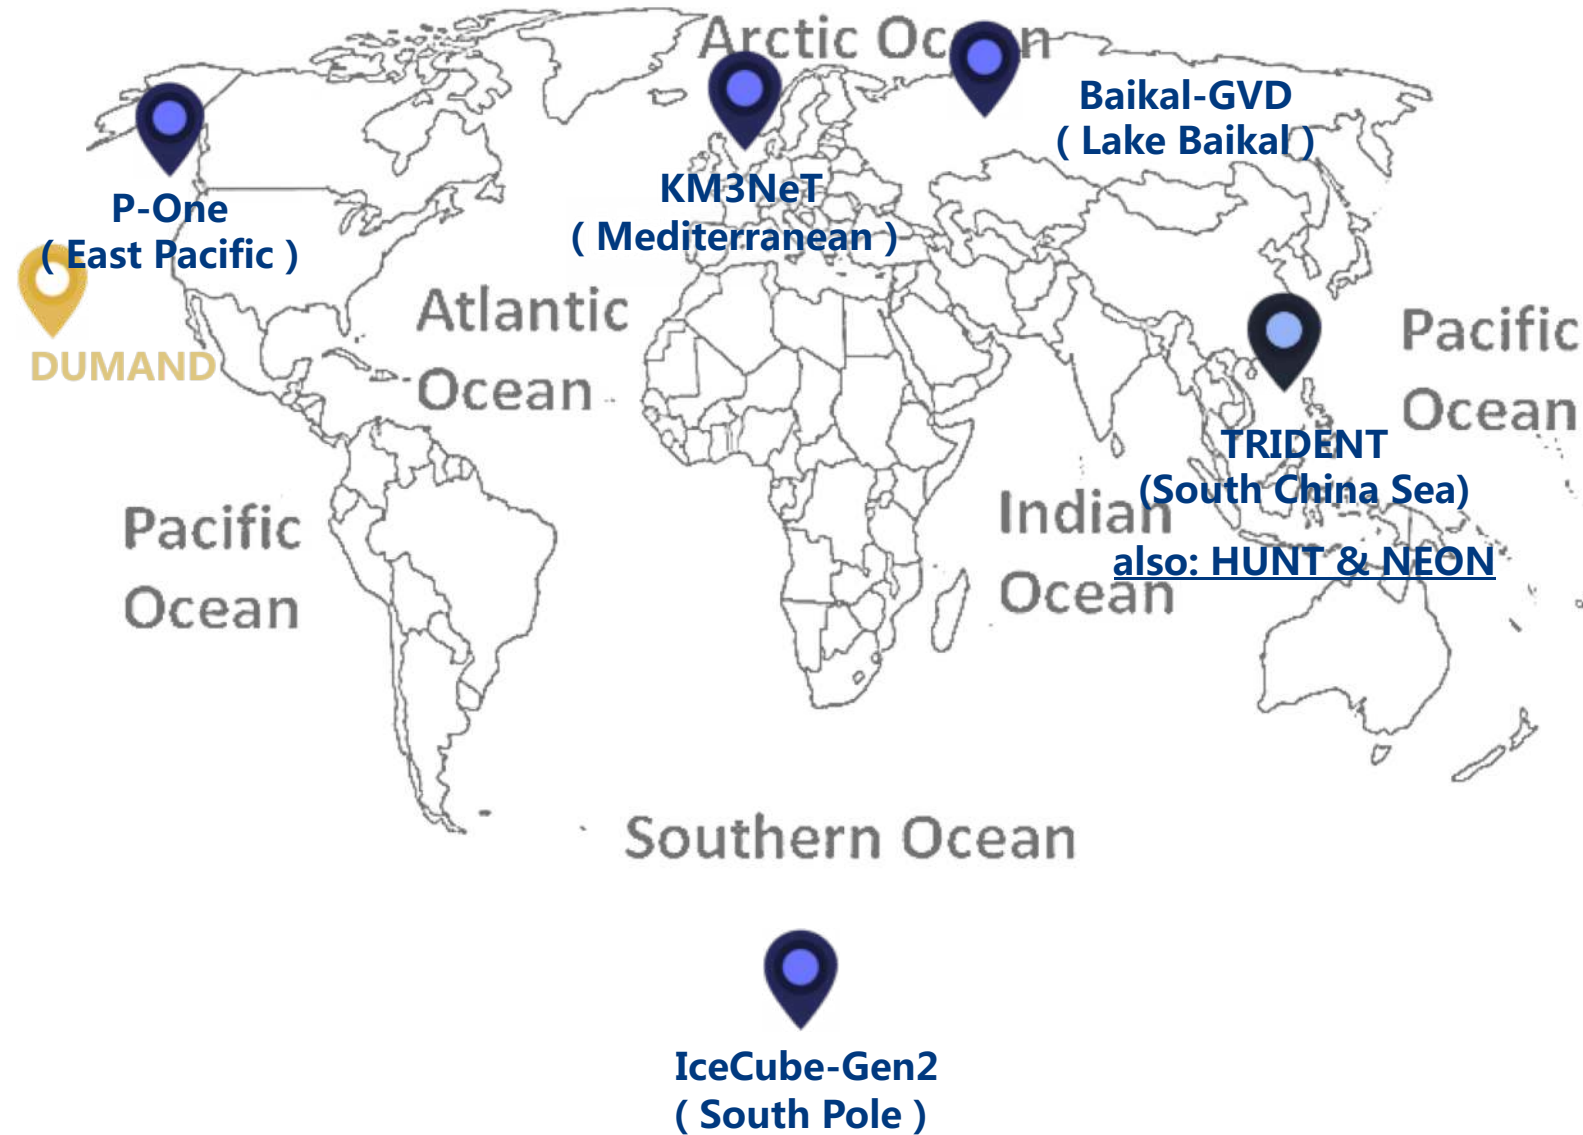 Arctic Ocean
Baikal-GVD
( Lake Baikal )
KM3NeT
( Mediterranean )
P-One
( East Pacific )
DUMAND
Atlantic
Ocean
Pacific
Ocean
TRIDENT
(South China Sea)
also: HUNT & NEON
Indian
Ocean
Pacific
Ocean
Southern Ocean
IceCube-Gen2
( South Pole )